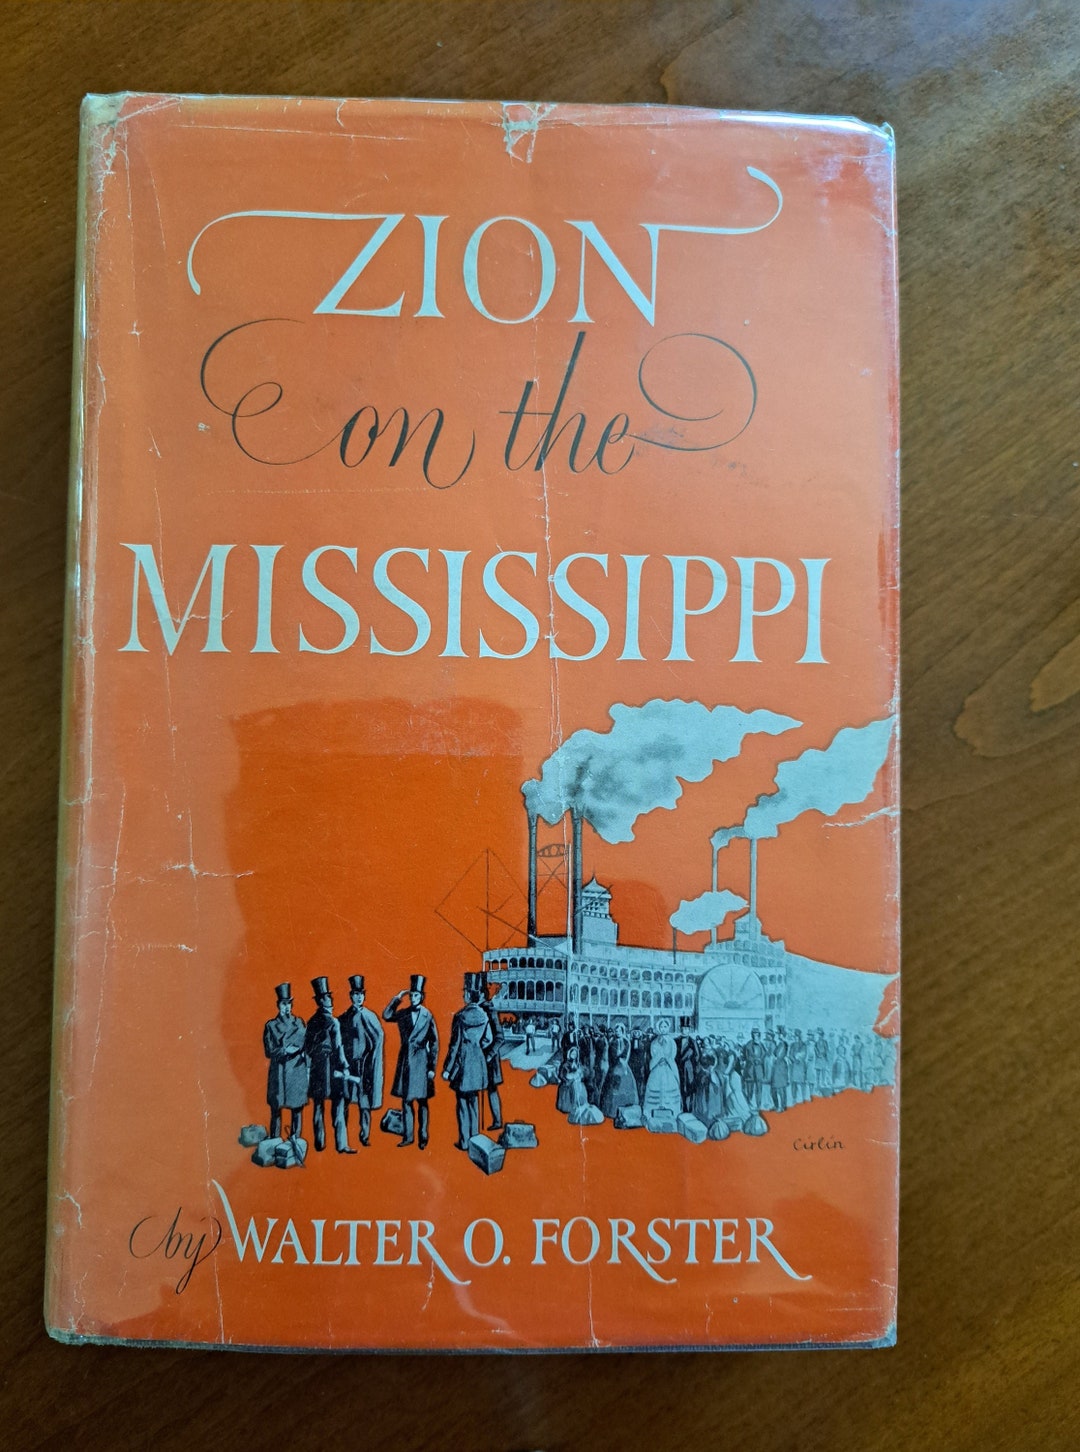 ZION
on the
MISSISSIPPI
Cirlin
by WALTER O. FORSTER